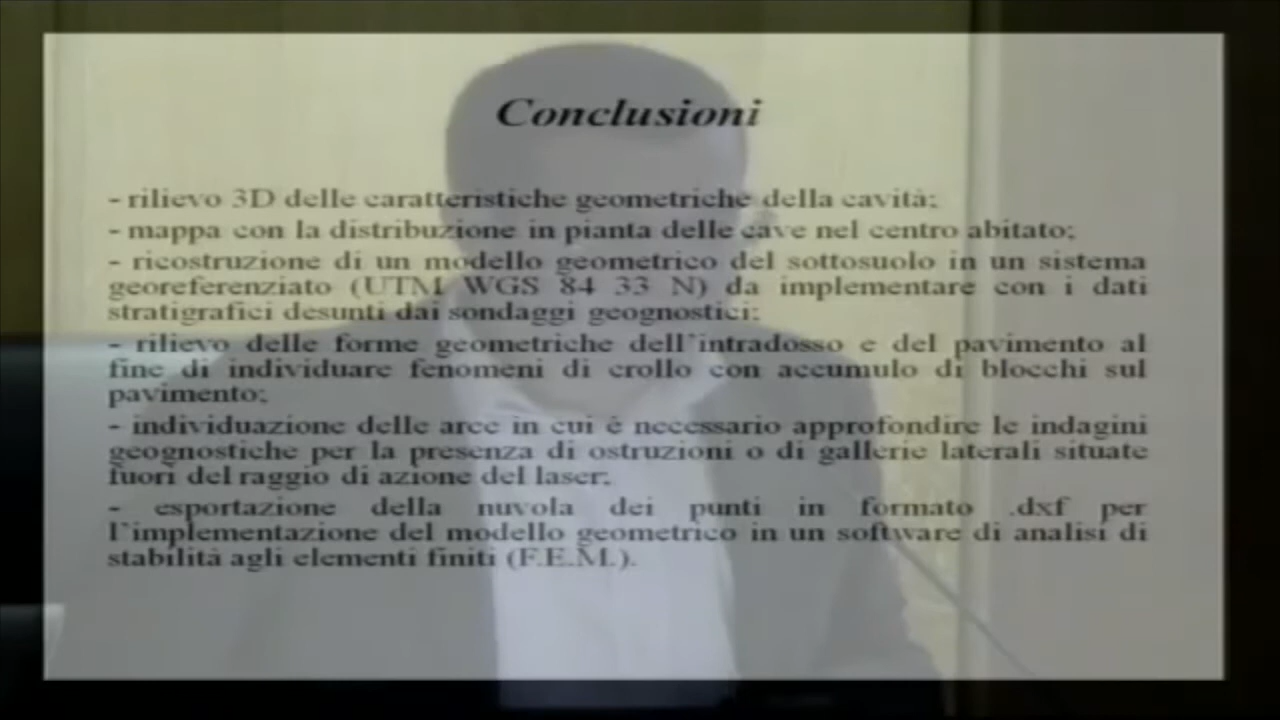 Conclusioni
- rilievo 3D delle caratteristiche geometriche della cavità;
- mappa con la distribuzione in pianta delle cave nel centro abitato;
- ricostruzione di un modello geometrico del sottosuolo in un sistema
georeferenziato (UTM WGS 84 33 N) da implementare con i dati
stratigrafici desunti dai sondaggi geognostici;
- rilievo delle forme geometriche dell'intradosso e del pavimento al
fine di individuare fenomeni di crollo con accumulo di blocchi sul
pavimento;
- individuazione delle aree in cui è necessario approfondire le indagini
geognostiche per la presenza di ostruzioni o di gallerie laterali situate
fuori del raggio di azione del laser;
- esportazione della nuvola dei punti in formato .dxf per
l'implementazione del modello geometrico in un software di analisi di
stabilità agli elementi finiti (F.E.M.).